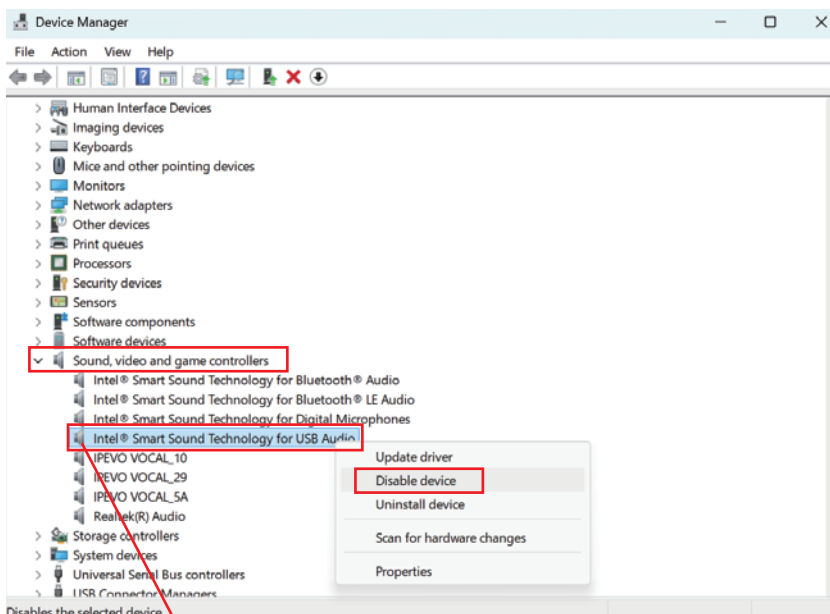 Device Manager
File Action View Help
Human Interface Devices
Imaging devices
Keyboards
Mice and other pointing devices
Monitors
Network adapters
Other devices
Print queues
Processors
Security devices
Sensors
Software components
Software devices
Sound, video and game controllers
Intel® Smart Sound Technology for Bluetooth® Audio
Intel® Smart Sound Technology for Bluetooth® LE Audio
Intel® Smart Sound Technology for Digital Microphones
Intel® Smart Sound Technology for USB Audio
IPEVO VOCAL_10
IPEVO VOCAL_29
IPEVO VOCAL_5A
Realtek(R) Audio
Storage controllers
System devices
Universal Serial Bus controllers
USB Connector Managers
Update driver
Disable device
Uninstall device
Scan for hardware changes
Properties
Disables the selected device